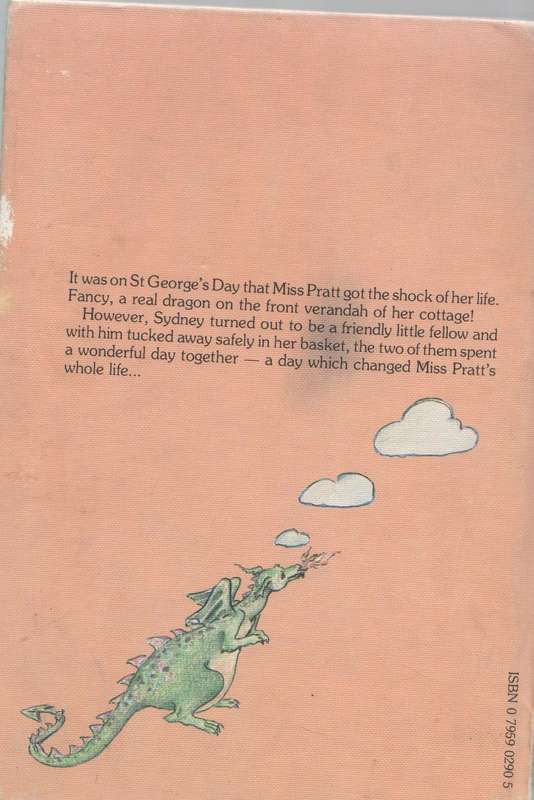 It was on St George's Day that Miss Pratt got the shock of her life.
Fancy, a real dragon on the front verandah of her cottage!
However, Sydney turned out to be a friendly little fellow and
with him tucked away safely in her basket, the two of them spent
a wonderful day together — a day which changed Miss Pratt's
whole life...
ISBN 0 7959 0290 5